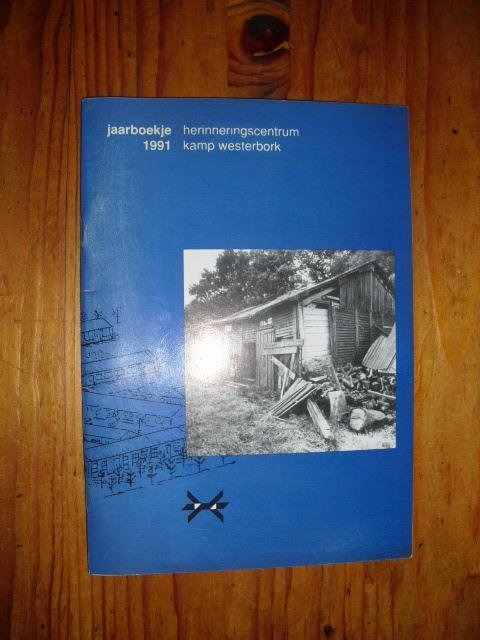 jaarboekje herinneringscentrum
1991 kamp westerbork